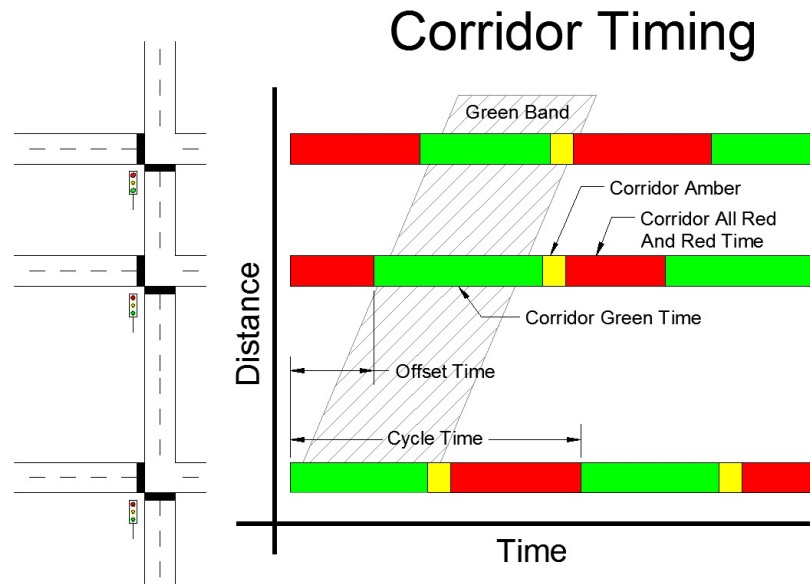 Corridor Timing
Green Band
Corridor Amber
Corridor All Red
And Red Time
Corridor Green Time
Offset Time
Cycle Time
Distance
Time